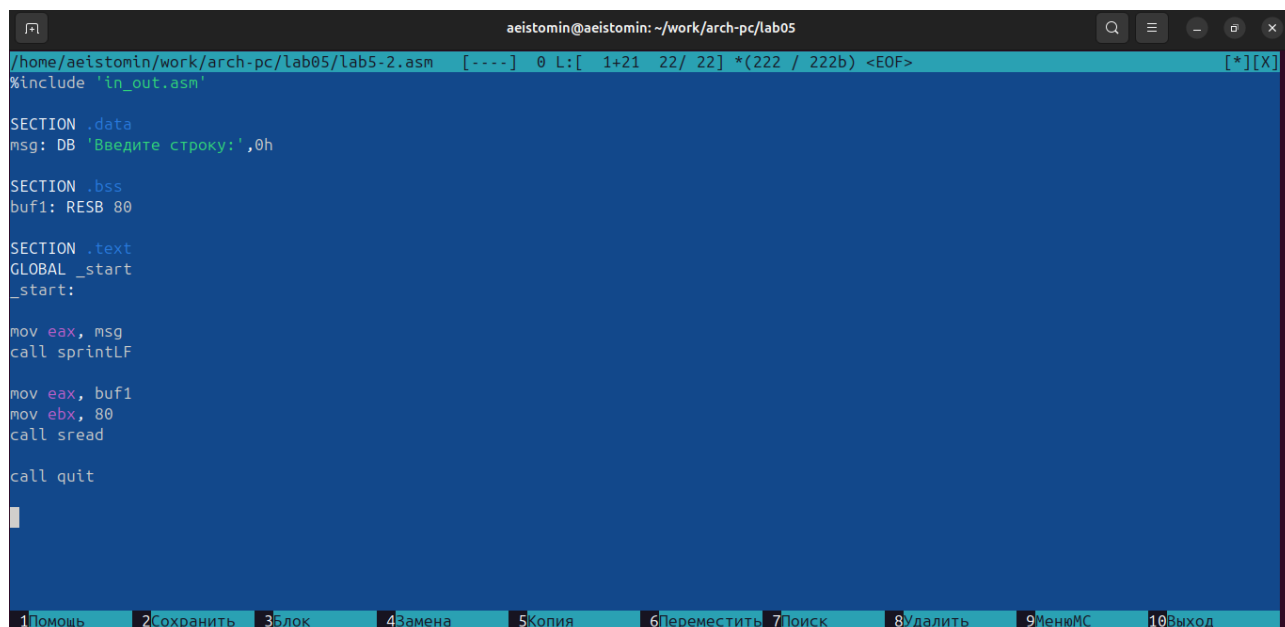 aeistomin@aeistomin: ~/work/arch-pc/lab05
/home/aeistomin/work/arch-pc/lab05/lab5-2.asm [----] 0 L:[ 1+21 22/ 22] *(222 / 222b) <EOF> [*][X]
%include 'in_out.asm'
SECTION .data
msg: DB 'Введите строку:',0h
SECTION .bss
buf1: RESB 80
SECTION .text
GLOBAL _start
_start:
mov eax, msg
call sprintLF
mov eax, buf1
mov ebx, 80
call sread
call quit
1Помощь 2Сохранить 3Блок 4Замена 5Копия 6Переместить 7Поиск 8Удалить 9МенюMC 10Выход